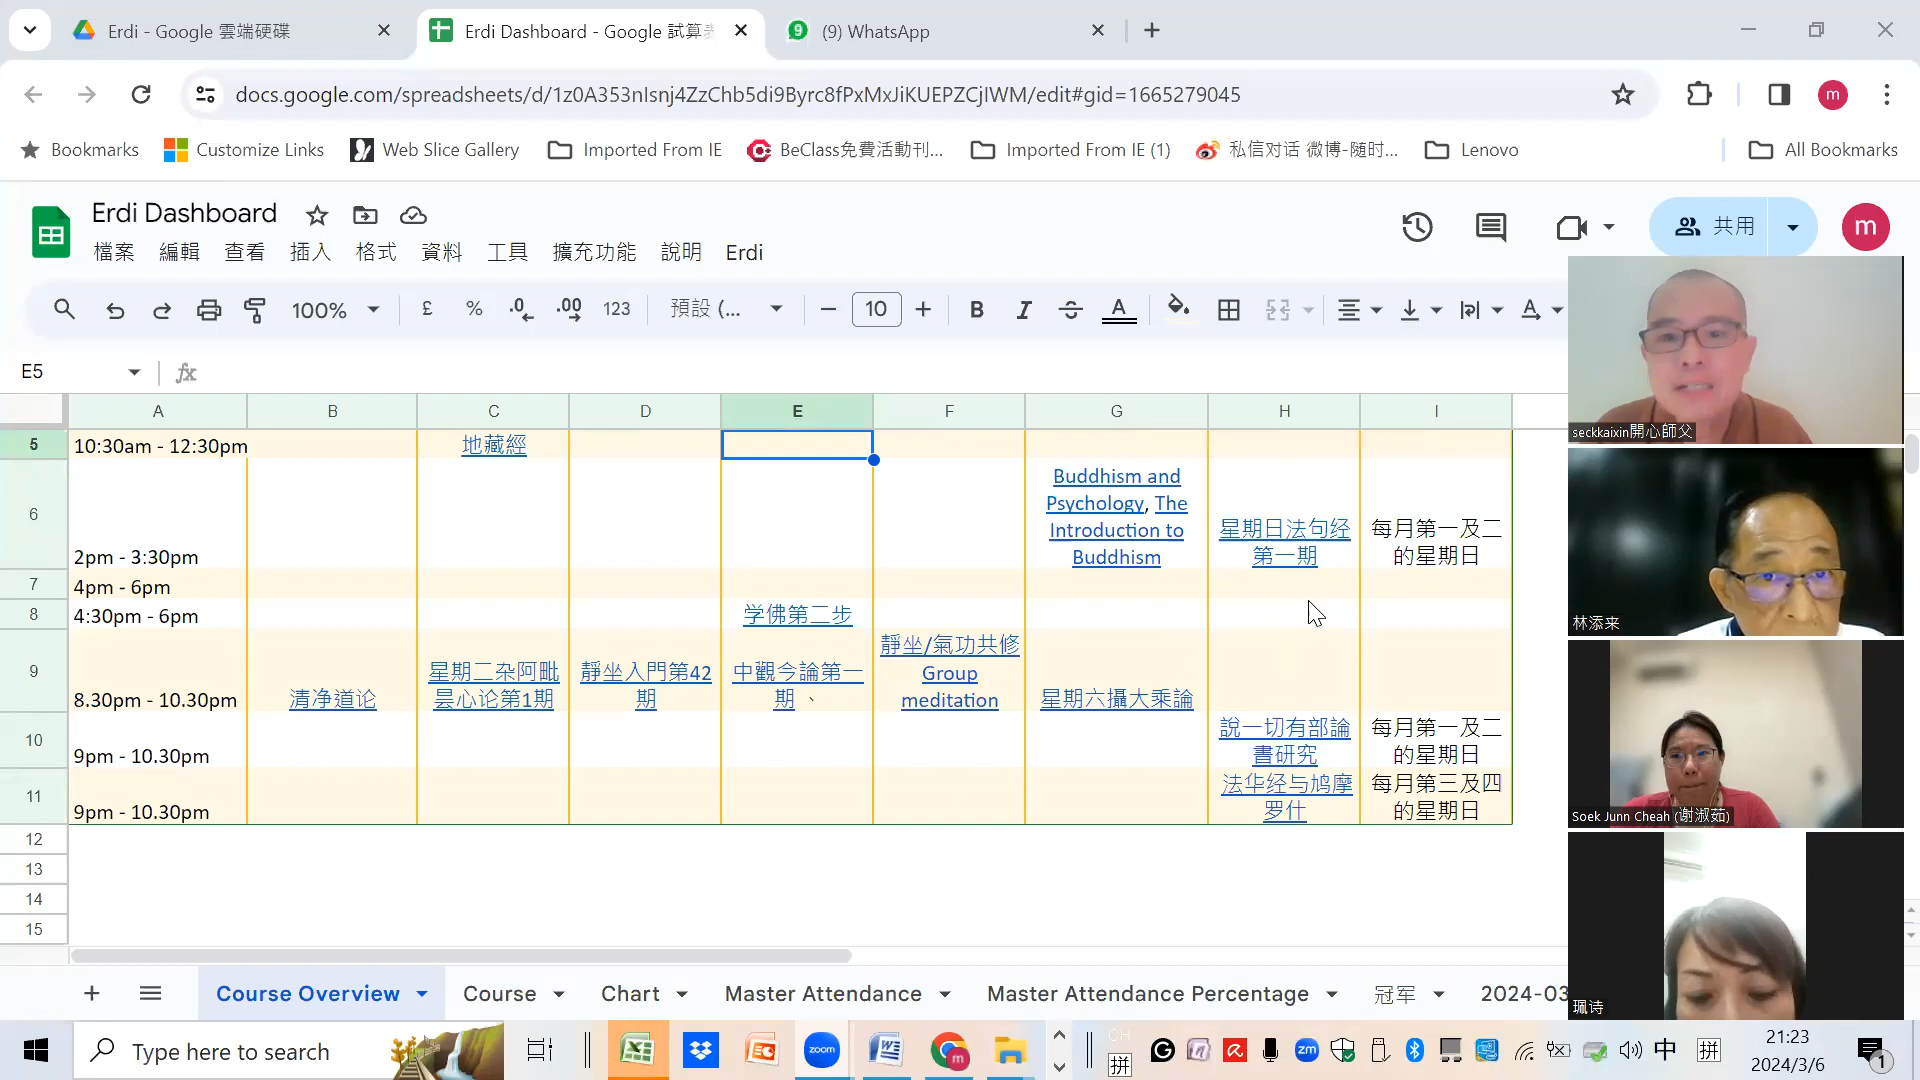 Erdi - Google 雲端硬碟
Erdi Dashboard - Google 試算表
(9) WhatsApp
docs.google.com/spreadsheets/d/1z0A353nIsnj4ZzChb5di9Byrc8fPxMxJiKUEPZCjIWM/edit#gid=1665279045
Bookmarks
Customize Links
Web Slice Gallery
Imported From IE
BeClass免費活動刊...
Imported From IE (1)
私信对话 微博-随时...
Lenovo
All Bookmarks
Erdi Dashboard
檔案 編輯 查看 插入 格式 資料 工具 擴充功能 說明 Erdi
共用
m
100%
£ % .0 .00 123
預設 (...
10
B I S A
E5
fx
A B C D E F G H I
5 10:30am - 12:30pm 地藏經
6 2pm - 3:30pm
Buddhism and
Psychology, The
Introduction to
Buddhism
星期日法句经
第一期
每月第一及二
的星期日
7 4pm - 6pm
8 4:30pm - 6pm 学佛第二步
9 8.30pm - 10.30pm
清净道论
星期二杂阿毗
昙心论第1期
靜坐入門第42
期
中觀今論第一
期、
靜坐/氣功共修
Group
meditation
星期六攝大乘論
10 9pm - 10.30pm
說一切有部論
書研究
每月第一及二
的星期日
11 9pm - 10.30pm
法华经与鸠摩
罗什
每月第三及四
的星期日
12
13
14
15
seckkaixin開心師父
林添来
Soek Junn Cheah (谢淑茹)
珮诗
Course Overview
Course
Chart
Master Attendance
Master Attendance Percentage
冠军
2024-03
Type here to search
zoom
CH
拼
zm
中
拼
21:23
2024/3/6
1